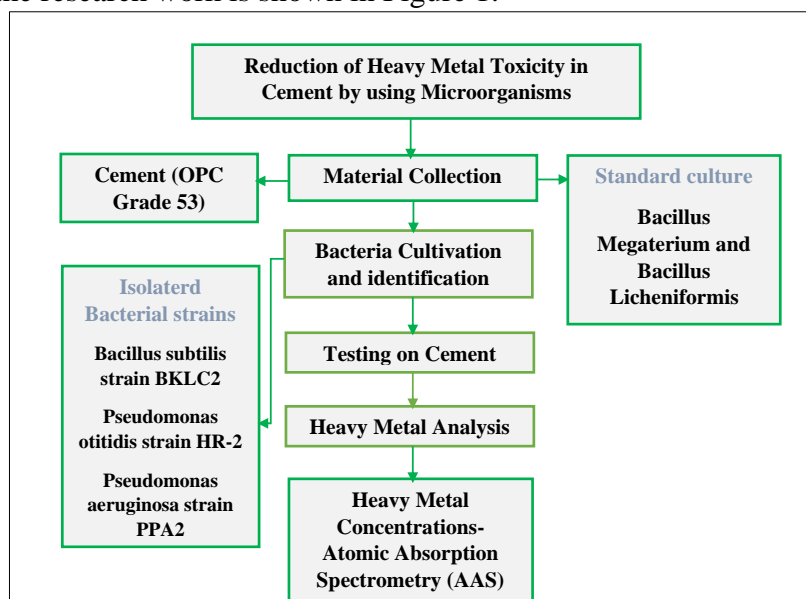 the research work is shown in Figure 1.
Reduction of Heavy Metal Toxicity in
Cement by using Microorganisms
Cement (OPC
Grade 53)
Material Collection
Standard culture
Bacillus
Megaterium and
Bacillus
Licheniformis
Bacteria Cultivation
and identification
Isolaterd
Bacterial strains
Bacillus subtilis
strain BKLC2
Pseudomonas
otitidis strain HR-2
Pseudomonas
aeruginosa strain
PPA2
Testing on Cement
Heavy Metal Analysis
Heavy Metal
Concentrations-
Atomic Absorption
Spectrometry (AAS)